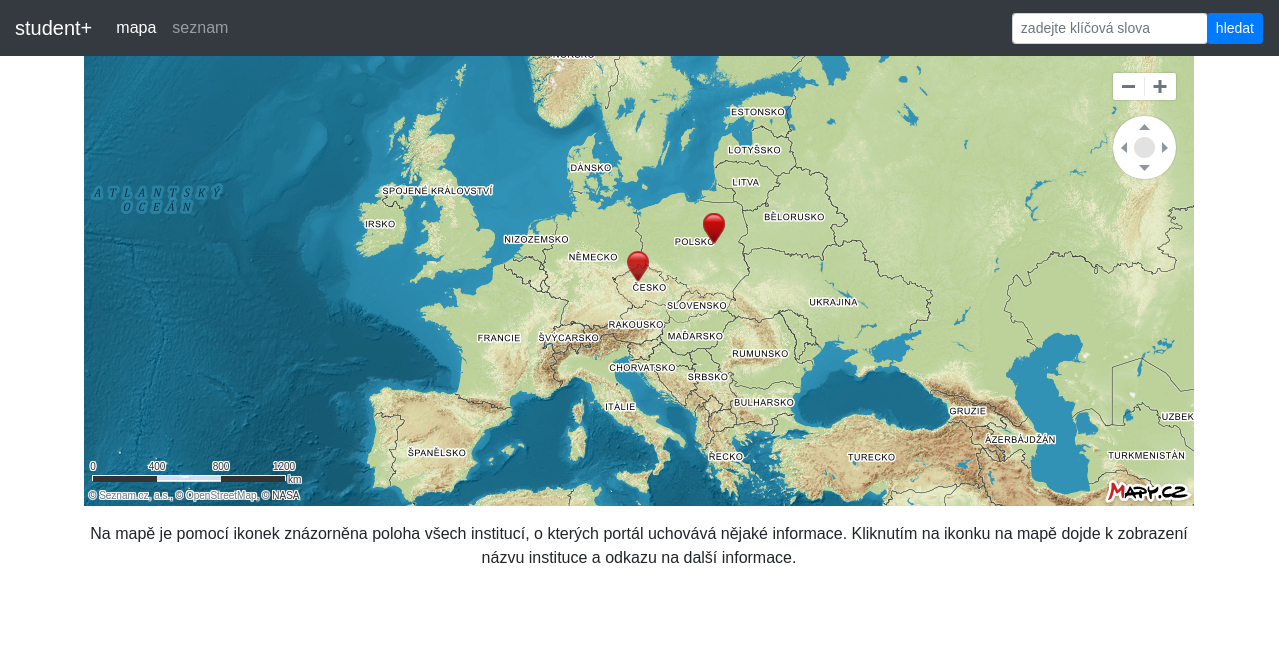 student+ mapa seznam zadejte klíčová slova hledat
ESTONSKO
LOTYŠSKO
DÁNSKO
LITVA
ATLANTSKÝ
OCEÁN
SPOJENÉ KRÁLOVSTVÍ
BĚLORUSKO
IRSKO
NIZOZEMSKO
POLSKO
NĚMECKO
ČESKO
SLOVENSKO
UKRAJINA
RAKOUSKO
FRANCIE
ŠVÝCARSKO
MAĎARSKO
RUMUNSKO
CHORVATSKO
SRBSKO
ITÁLIE
BULHARSKO
GRUZIE
UZBEK
ÁZERBÁJDŽÁN
ŠPANĚLSKO
ŘECKO
TURECKO
TURKMENISTÁN
0 400 800 1200
km
© Seznam.cz, a.s., © OpenStreetMap, © NASA
MAPY.CZ
Na mapě je pomocí ikonek znázorněna poloha všech institucí, o kterých portál uchovává nějaké informace. Kliknutím na ikonku na mapě dojde k zobrazení
názvu instituce a odkazu na další informace.